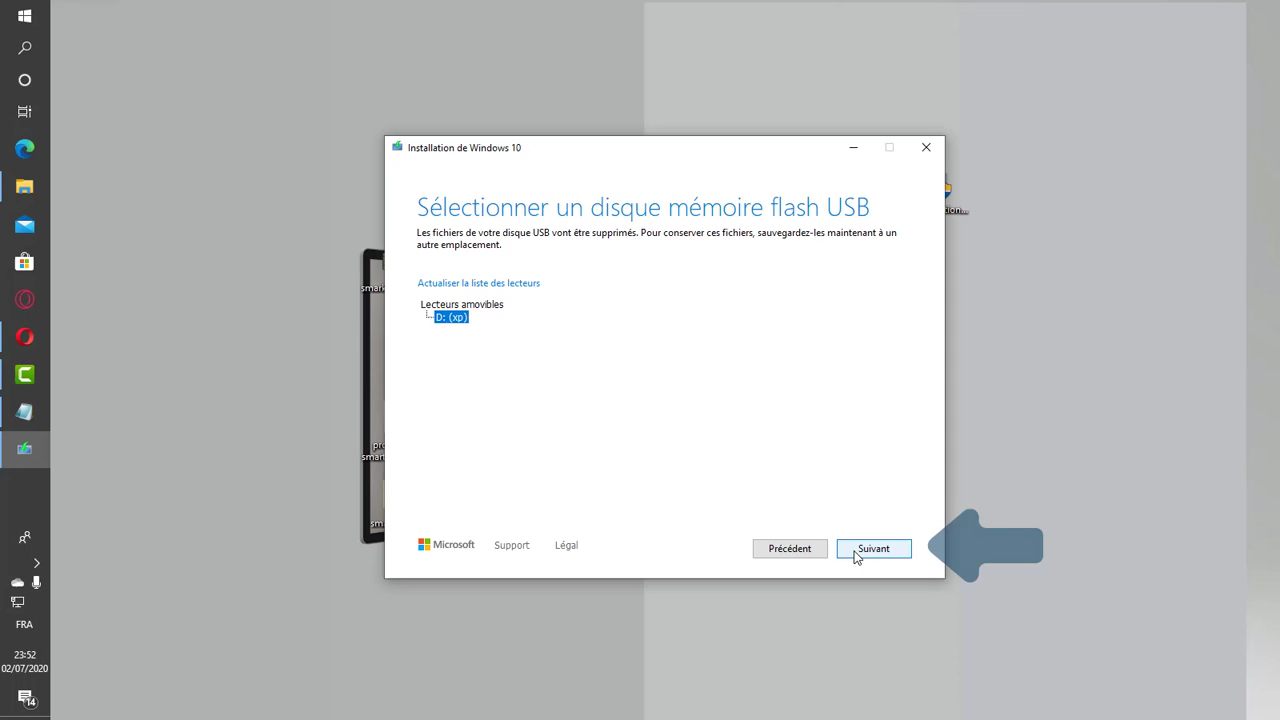 Installation de Windows 10
Sélectionner un disque mémoire flash USB
Les fichiers de votre disque USB vont être supprimés. Pour conserver ces fichiers, sauvegardez-les maintenant à un
autre emplacement.
Actualiser la liste des lecteurs
Lecteurs amovibles
D: (xp)
Microsoft
Support
Légal
Précédent
Suivant
FRA
23:52
02/07/2020
14